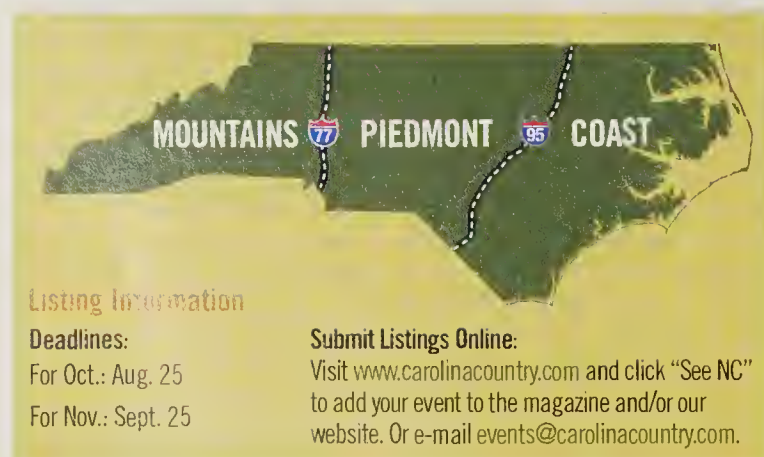 MOUNTAINS 77 PIEDMONT 95 COAST
Listing Information
Deadlines:
For Oct.: Aug. 25
For Nov.: Sept. 25
Submit Listings Online:
Visit www.carolinacountry.com and click “See NC”
to add your event to the magazine and/or our
website. Or e-mail events@carolinacountry.com.